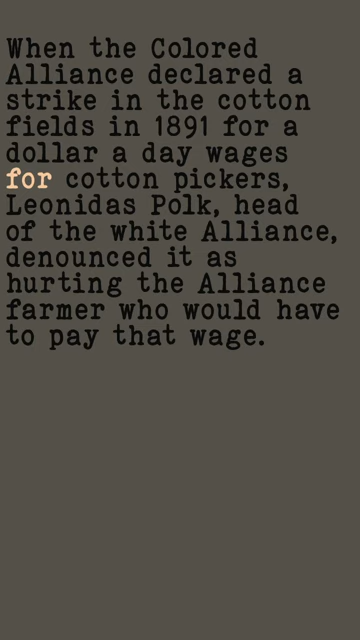 When the Colored
Alliance declared a
strike in the cotton
fields in 1891 for a
dollar a day wages
for cotton pickers,
Leonidas Polk, head
of the white Alliance,
denounced it as
hurting the Alliance
farmer who would have
to pay that wage.